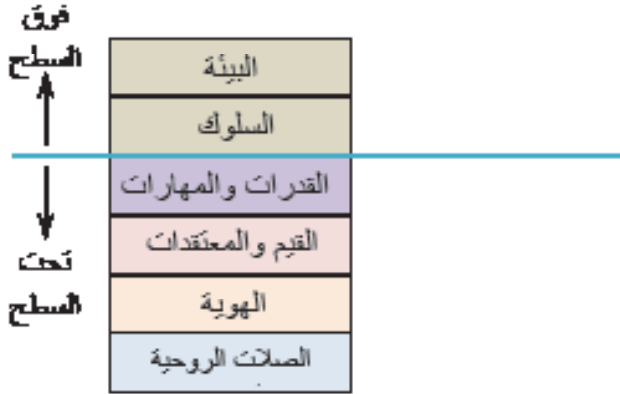 فوق
السطح
البيئة
السلوك
القدرات والمهارات
القيم والمعتقدات
تحت
السطح
الهوية
الصلات الروحية